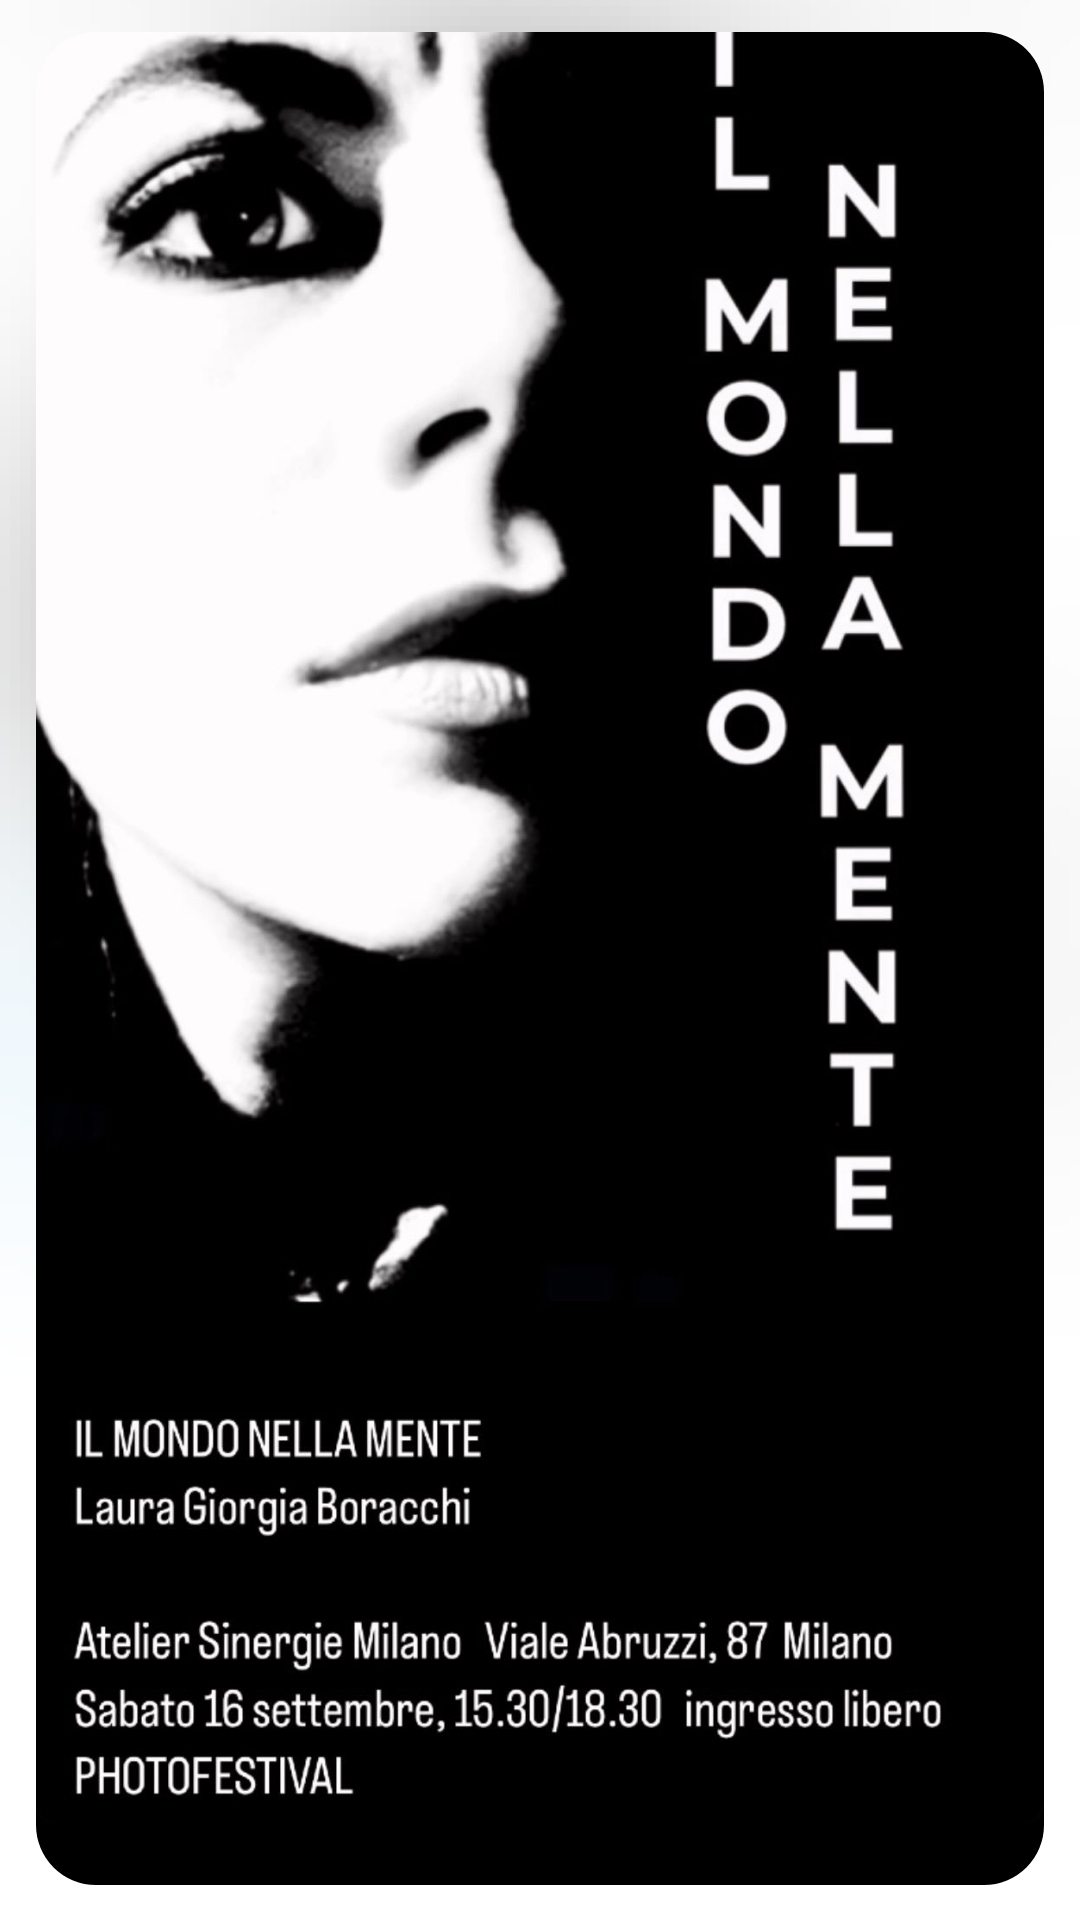 IL MONDO
NELLA MENTE
IL MONDO NELLA MENTE
Laura Giorgia Boracchi
Atelier Sinergie Milano Viale Abruzzi, 87 Milano
Sabato 16 settembre, 15.30/18.30 ingresso libero
PHOTOFESTIVAL